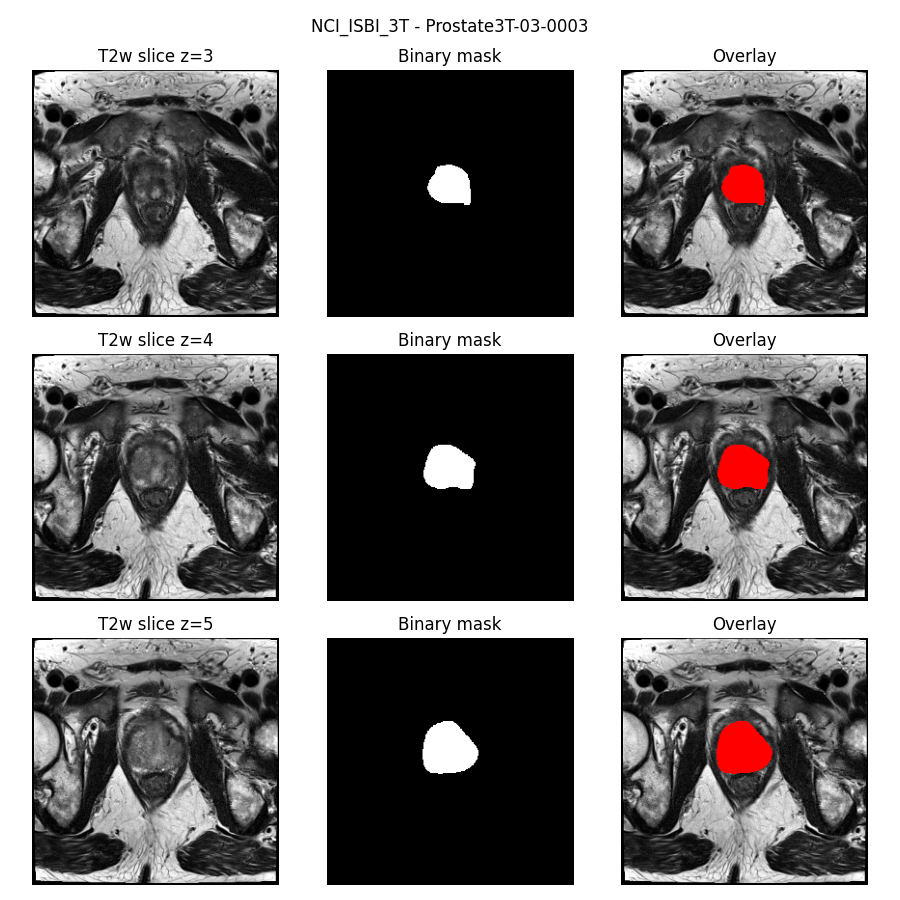 NCI_ISBI_3T - Prostate3T-03-0003
T2w slice z=3
Binary mask
Overlay
T2w slice z=4
Binary mask
Overlay
T2w slice z=5
Binary mask
Overlay